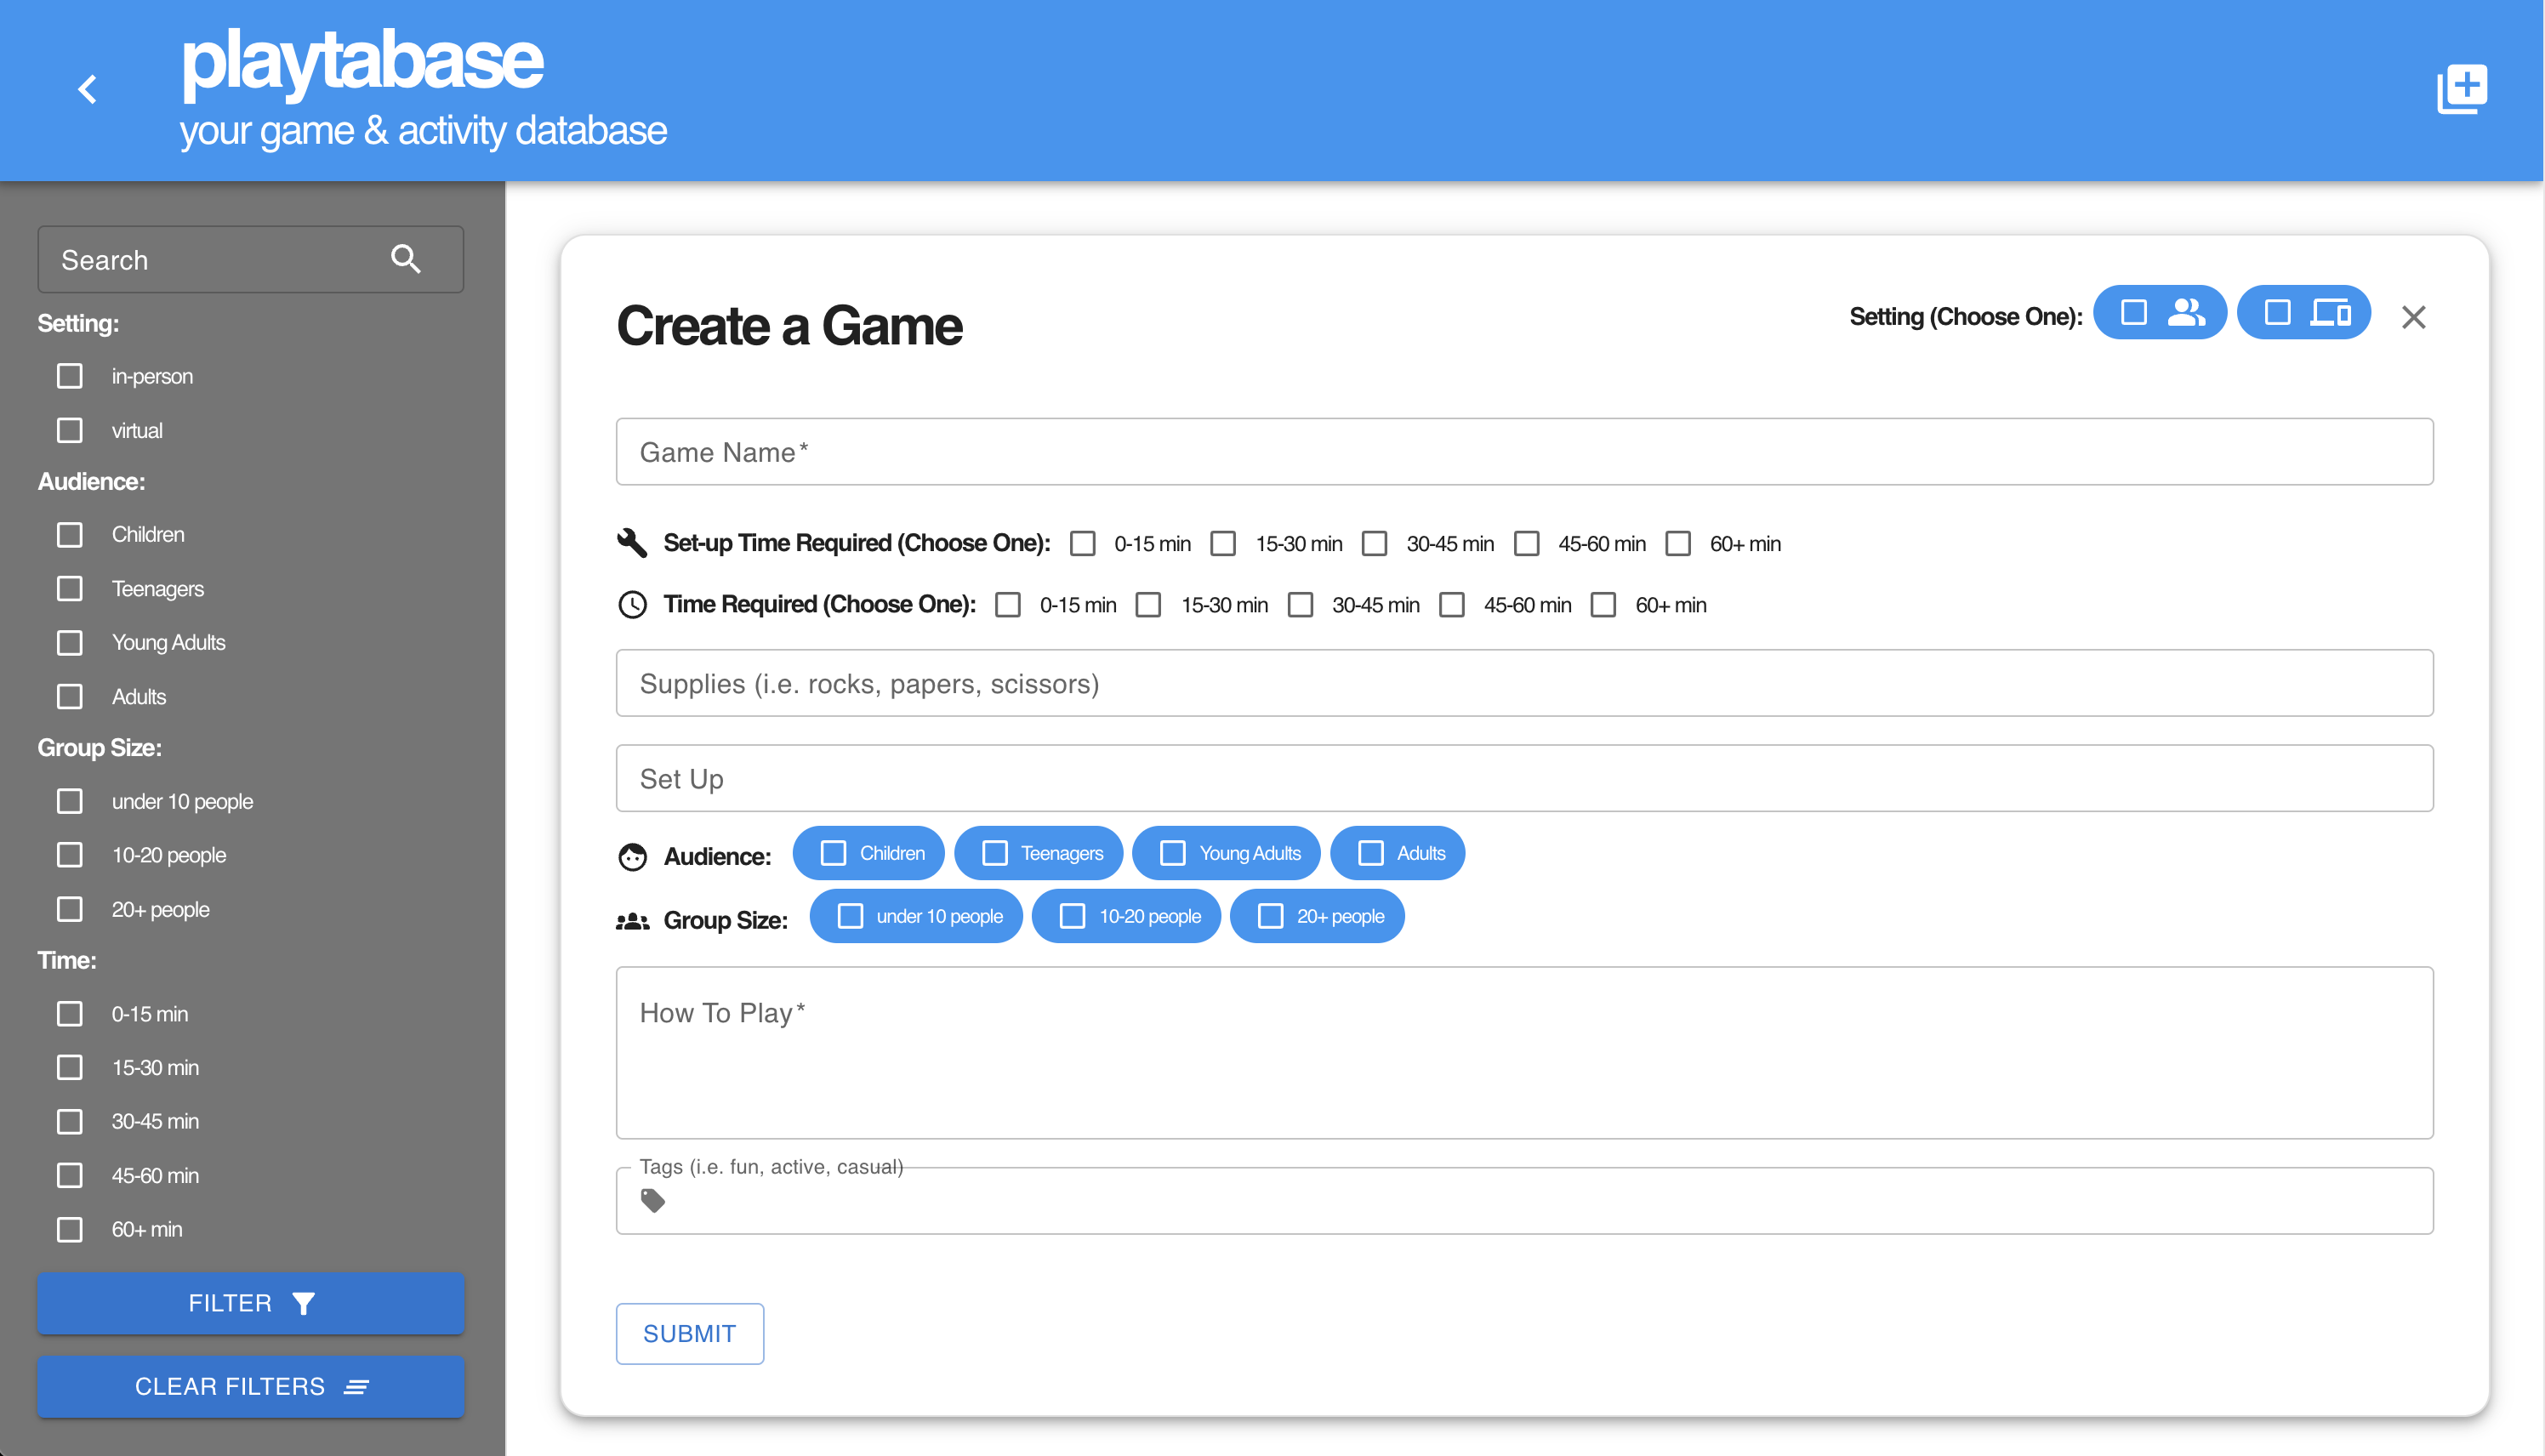 playtabase
your game & activity database
Search
Setting:
in-person
virtual
Audience:
Children
Teenagers
Young Adults
Adults
Group Size:
under 10 people
10-20 people
20+ people
Time:
0-15 min
15-30 min
30-45 min
45-60 min
60+ min
FILTER
CLEAR FILTERS
Create a Game
Setting (Choose One):
Game Name*
Set-up Time Required (Choose One): 0-15 min 15-30 min 30-45 min 45-60 min 60+ min
Time Required (Choose One): 0-15 min 15-30 min 30-45 min 45-60 min 60+ min
Supplies (i.e. rocks, papers, scissors)
Set Up
Audience: Children Teenagers Young Adults Adults
Group Size: under 10 people 10-20 people 20+ people
How To Play*
Tags (i.e. fun, active, casual)
SUBMIT